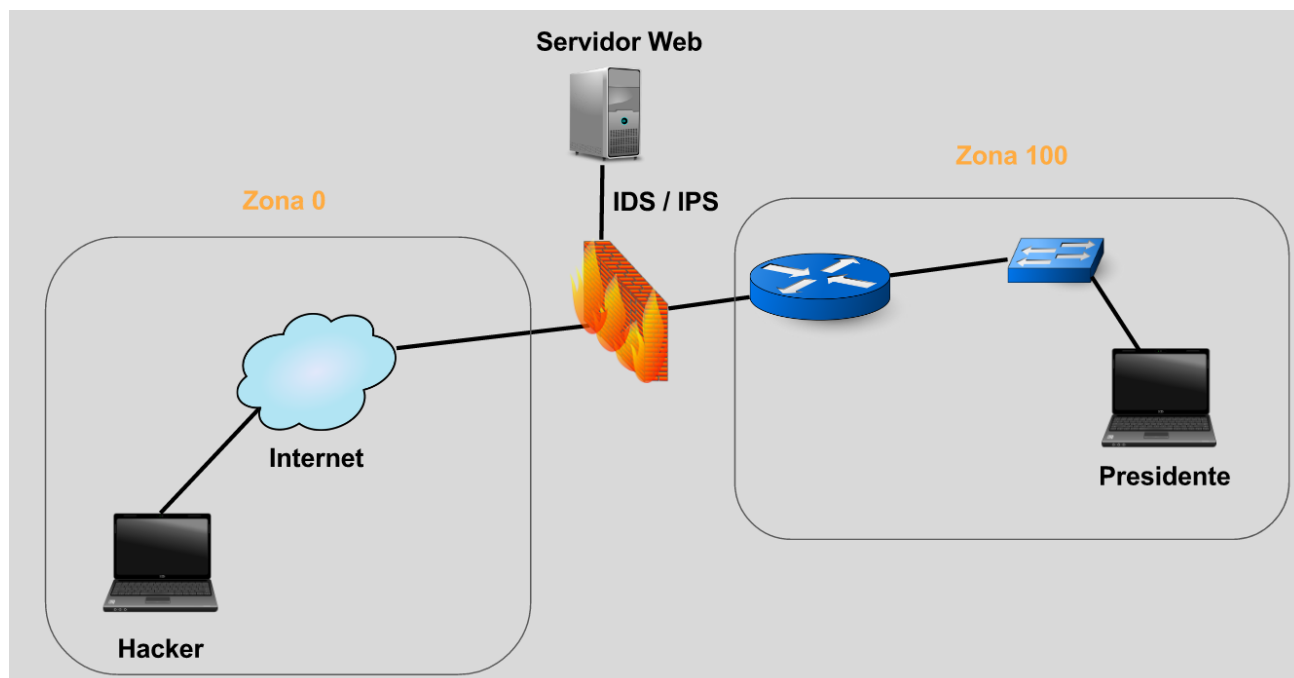 Servidor Web
Zona 100
Zona 0
IDS / IPS
Internet
Presidente
Hacker